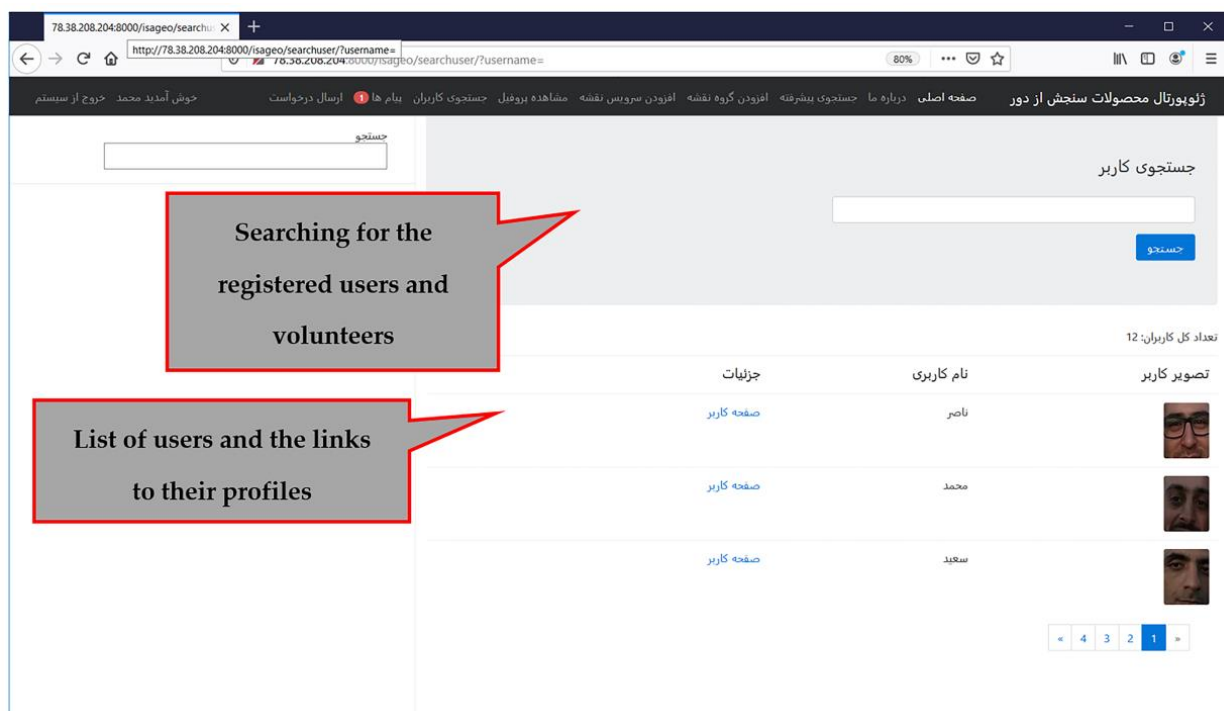 78.38.208.204:8000/isageo/searchu
http://78.38.208.204:8000/isageo/searchuser/?username=
78.38.208.204:8000/isageo/searchuser/?username=
80%
ژئوپورتال محصولات سنجش از دور صفحه اصلی درباره ما جستجوی پیشرفته افزودن گروه نقشه افزودن سرویس نقشه مشاهده پروفیل جستجوی کاربران پیام ها 1 ارسال درخواست خوش آمدید محمد خروج از سیستم
جستجوی کاربر
جستجو
جستجو
Searching for the
registered users and
volunteers
تعداد کل کاربران: 12
تصویر کاربر نام کاربری جزئیات
ناصر صفحه کاربر
محمد صفحه کاربر
سعید صفحه کاربر
List of users and the links
to their profiles
« 1 2 3 4 »